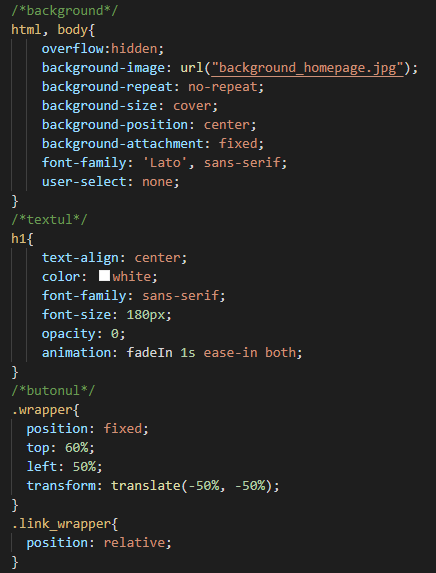 /*background*/
html, body{
    overflow:hidden;
    background-image: url("background_homepage.jpg");
    background-repeat: no-repeat;
    background-size: cover;
    background-position: center;
    background-attachment: fixed;
    font-family: 'Lato', sans-serif;
    user-select: none;
}
/*textul*/
h1{
    text-align: center;
    color: white;
    font-family: sans-serif;
    font-size: 180px;
    opacity: 0;
    animation: fadeIn 1s ease-in both;
}
/*butonul*/
.wrapper{
  position: fixed;
  top: 60%;
  left: 50%;
  transform: translate(-50%, -50%);
}
.link_wrapper{
  position: relative;
}